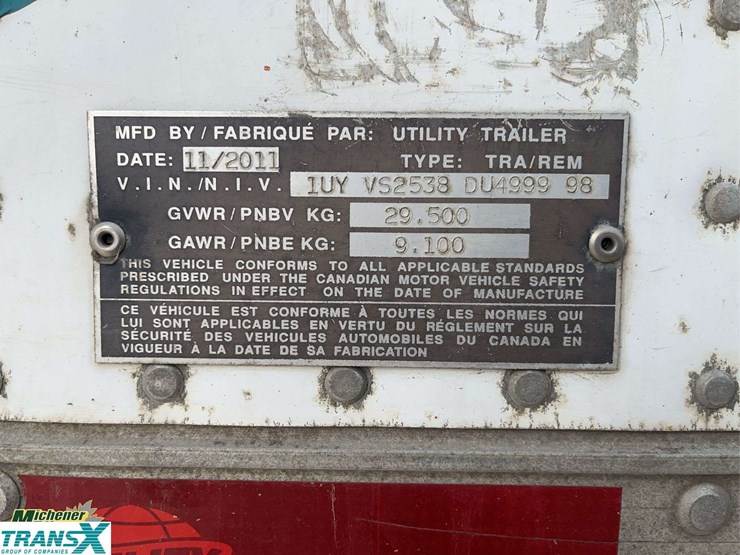 MFD BY / FABRIQUÉ PAR: UTILITY TRAILER
DATE: 11/2011 TYPE: TRA/REM
V.I.N./N.I.V. 1UY VS2538 DU4999 98
GVWR/PNBV KG: 29.500
GAWR/PNBE KG: 9.100
THIS VEHICLE CONFORMS TO ALL APPLICABLE STANDARDS
PRESCRIBED UNDER THE CANADIAN MOTOR VEHICLE SAFETY
REGULATIONS IN EFFECT ON THE DATE OF MANUFACTURE
CE VÉHICULE EST CONFORME À TOUTES LES NORMES QUI
LUI SONT APPLICABLES EN VERTU DU RÉGLEMENT SUR LA
SÉCURITÉ DES VÉHICULES AUTOMOBILES DU CANADA EN
VIGUEUR À LA DATE DE SA FABRICATION
Michener
TRANSX
GROUP OF COMPANIES